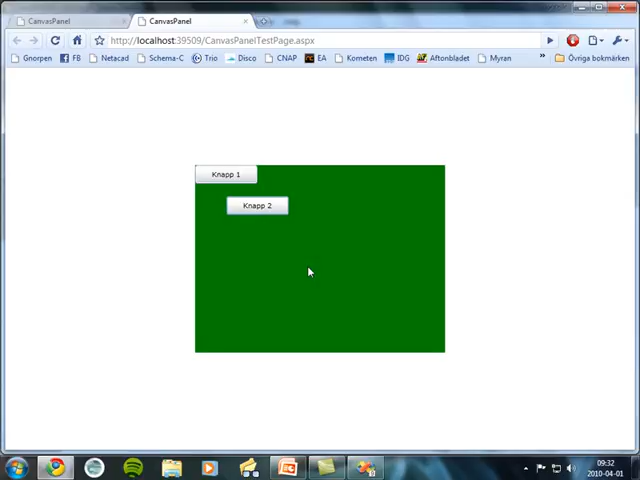 CanvasPanel
CanvasPanel
http://localhost:39509/CanvasPanelTestPage.aspx
Gnorpen FB Netacad Schema-C Trio Disco CNAP EA Kometen IDG Aftonbladet Myran » Övriga bokmärken
Knapp 1
Knapp 2
09:32
2010-04-01